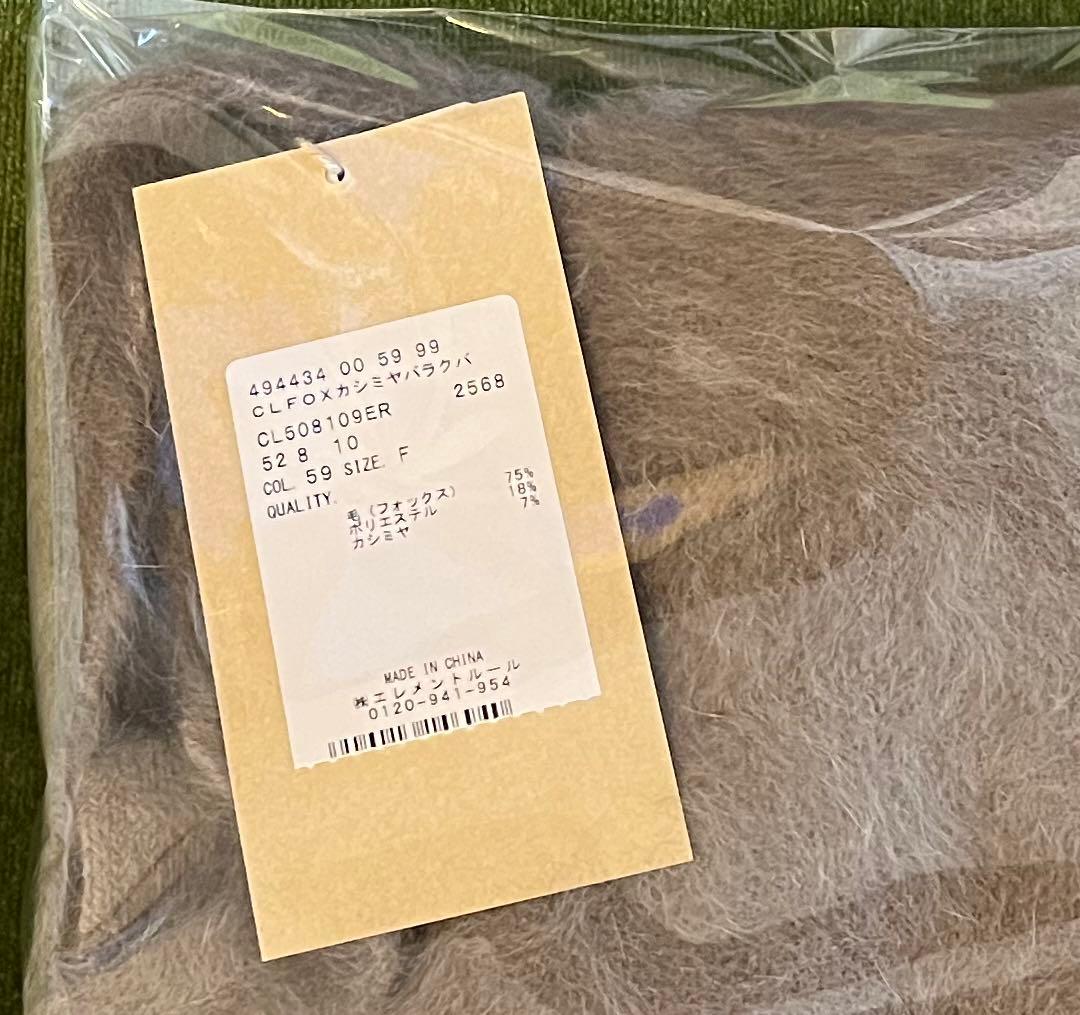 494434 00 59 99
CLFOXカシミヤバラクバ
CL508109ER 2568
52 8 10
COL. 59 SIZE. F
QUALITY.
毛(フォックス) 75%
ポリエステル 18%
カシミヤ 7%
MADE IN CHINA
㈱エレメントルール
0120-941-954